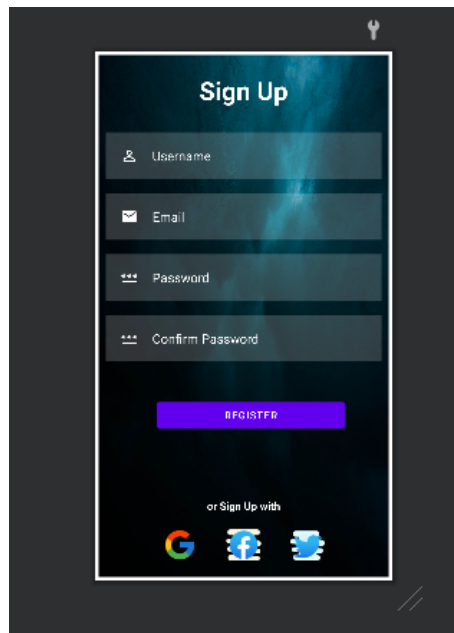 Sign Up
Username
Email
Password
Confirm Password
REGISTER
or Sign Up with